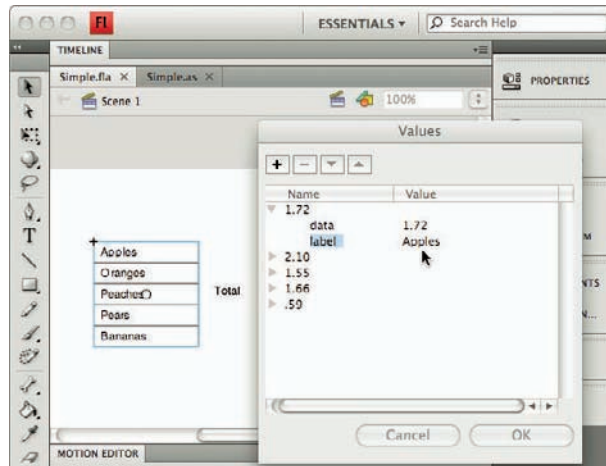 Fl
ESSENTIALS
Search Help
TIMELINE
Simple.fla
Simple.as
Scene 1
100%
PROPERTIES
Values
Name Value
1.72
data 1.72
label Apples
2.10
1.55
1.66
.59
Apples
Oranges
Peaches
Pears
Bananas
Total
M
NTS
N...
Cancel
OK
MOTION EDITOR